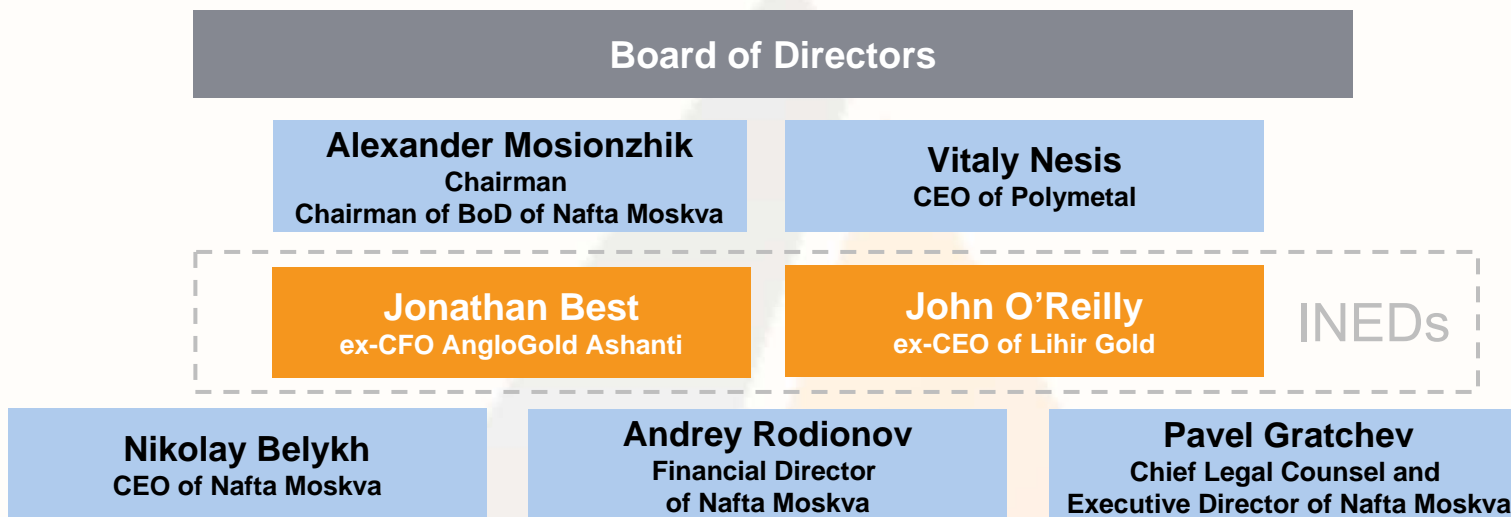 Board of Directors
Alexander Mosionzhik
Chairman
Chairman of BoD of Nafta Moskva
Vitaly Nesis
CEO of Polymetal
Jonathan Best
ex-CFO AngloGold Ashanti
John O’Reilly
ex-CEO of Lihir Gold
INEDs
Nikolay Belykh
CEO of Nafta Moskva
Andrey Rodionov
Financial Director
of Nafta Moskva
Pavel Gratchev
Chief Legal Counsel and
Executive Director of Nafta Moskva